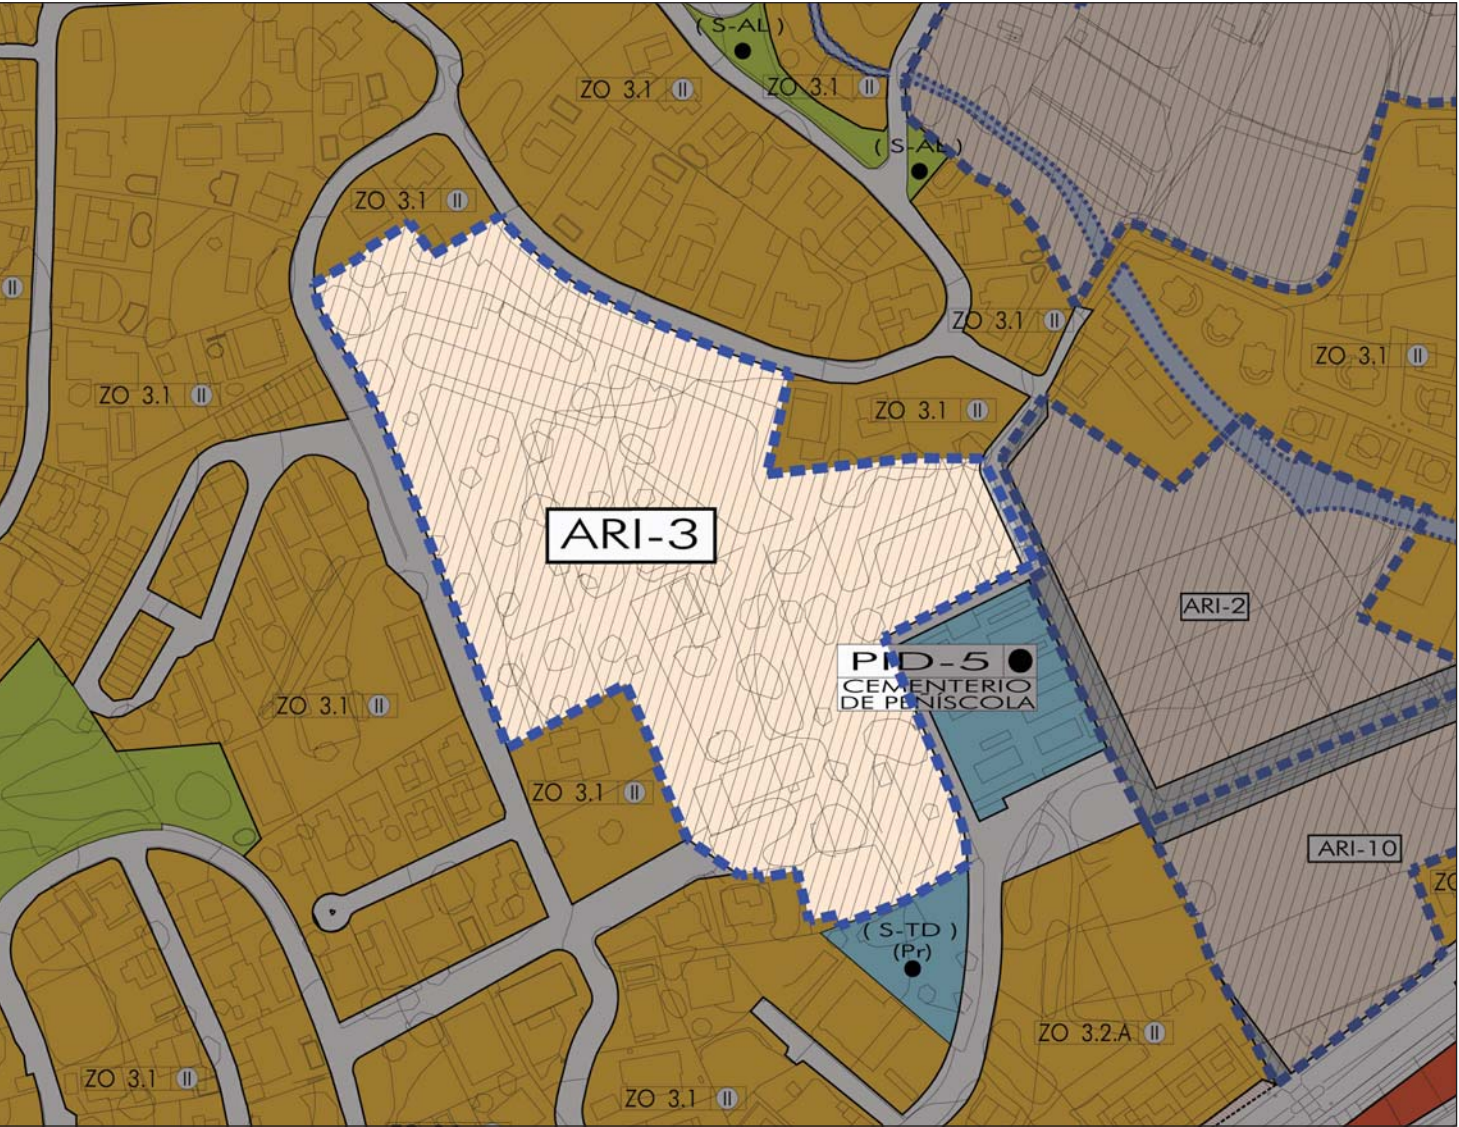 ( S-AL )
ZO 3.1 II
ZO 3.1 II
( S-AL )
ZO 3.1 II
II
ZO 3.1 II
ZO 3.1 II
ZO 3.1 II
ZO 3.1 II
ARI-3
ARI-2
PID-5
CEMENTERIO
DE PEÑÍSCOLA
ZO 3.1 II
ZO 3.1 II
ARI-10
ZO
( S-TD )
(Pr)
ZO 3.2.A II
ZO 3.1 II
ZO 3.1 II